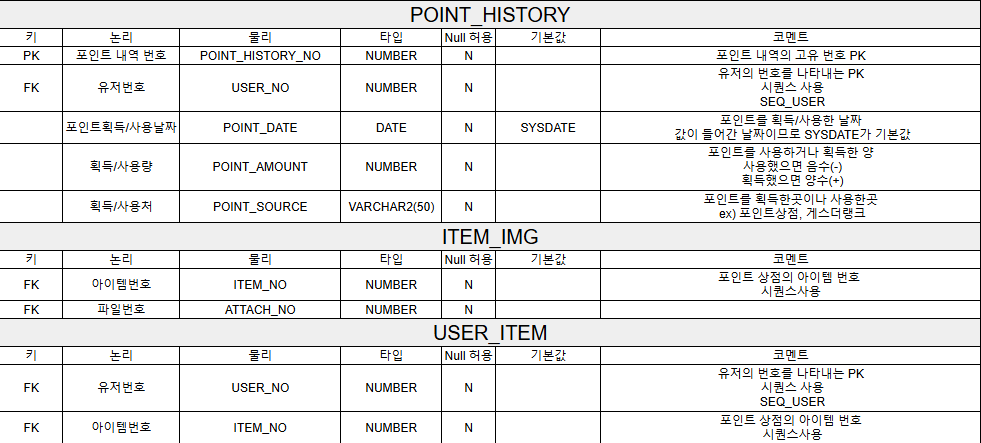 POINT_HISTORY
키 논리 물리 타입 Null 허용 기본값 코멘트
PK 포인트 내역 번호 POINT_HISTORY_NO NUMBER N 포인트 내역의 고유 번호 PK
FK 유저번호 USER_NO NUMBER N 유저의 번호를 나타내는 PK
시퀀스 사용
SEQ_USER
포인트획득/사용날짜 POINT_DATE DATE N SYSDATE 포인트를 획득/사용한 날짜
값이 들어간 날짜이므로 SYSDATE가 기본값
획득/사용량 POINT_AMOUNT NUMBER N 포인트를 사용하거나 획득한 양
사용했으면 음수(-)
획득했으면 양수(+)
획득/사용처 POINT_SOURCE VARCHAR2(50) N 포인트를 획득한곳이나 사용한곳
ex) 포인트상점, 게스더랭크
ITEM_IMG
키 논리 물리 타입 Null 허용 기본값 코멘트
FK 아이템번호 ITEM_NO NUMBER N 포인트 상점의 아이템 번호
시퀀스사용
FK 파일번호 ATTACH_NO NUMBER N
USER_ITEM
키 논리 물리 타입 Null 허용 기본값 코멘트
FK 유저번호 USER_NO NUMBER N 유저의 번호를 나타내는 PK
시퀀스 사용
SEQ_USER
FK 아이템번호 ITEM_NO NUMBER N 포인트 상점의 아이템 번호
시퀀스사용